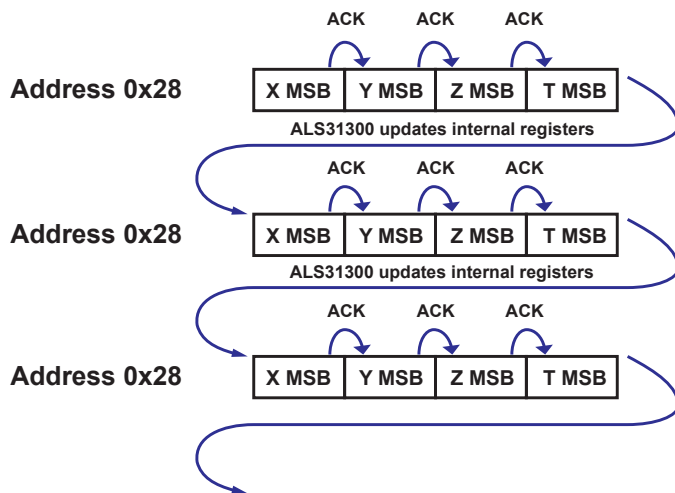 ACK ACK ACK
Address 0x28 X MSB Y MSB Z MSB T MSB
ALS31300 updates internal registers
ACK ACK ACK
Address 0x28 X MSB Y MSB Z MSB T MSB
ALS31300 updates internal registers
ACK ACK ACK
Address 0x28 X MSB Y MSB Z MSB T MSB